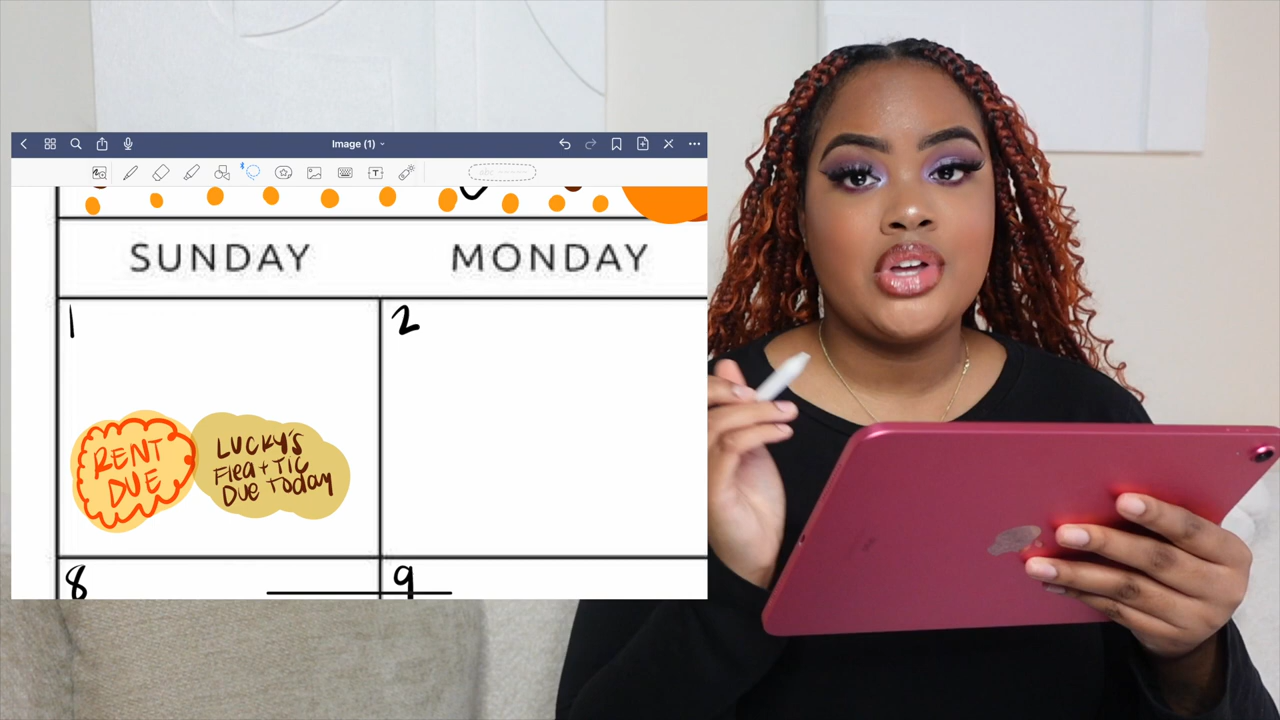 Image (1)
SUNDAY MONDAY
1 2
RENT
DUE
LUCKY'S
Flea + TIC
Due Today
8 9